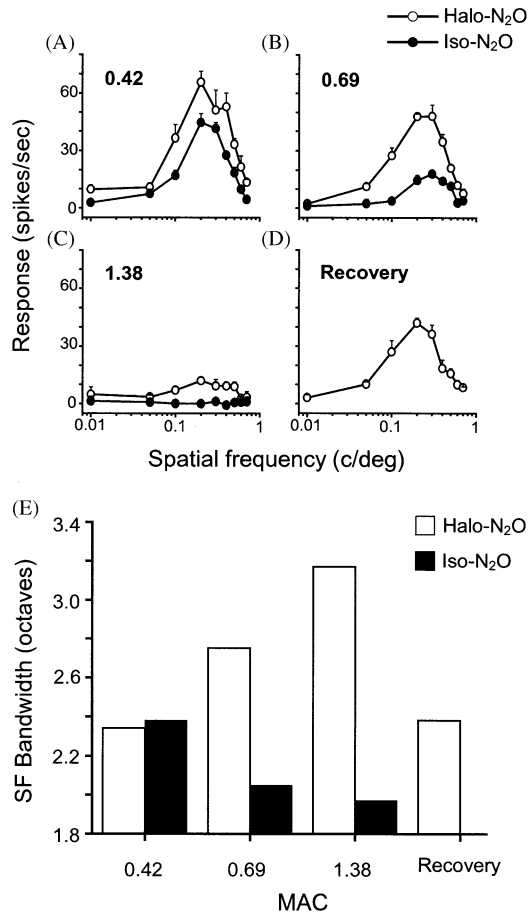 Halo-N₂O
Iso-N₂O
(A)
0.42
(B)
0.69
60
30
0
(C)
1.38
(D)
Recovery
60
30
0
0.01 0.1 1 0.01 0.1 1
Response (spikes/sec)
Spatial frequency (c/deg)
(E)
Halo-N₂O
Iso-N₂O
3.4
3.0
2.6
2.2
1.8
SF Bandwidth (octaves)
0.42 0.69 1.38 Recovery
MAC